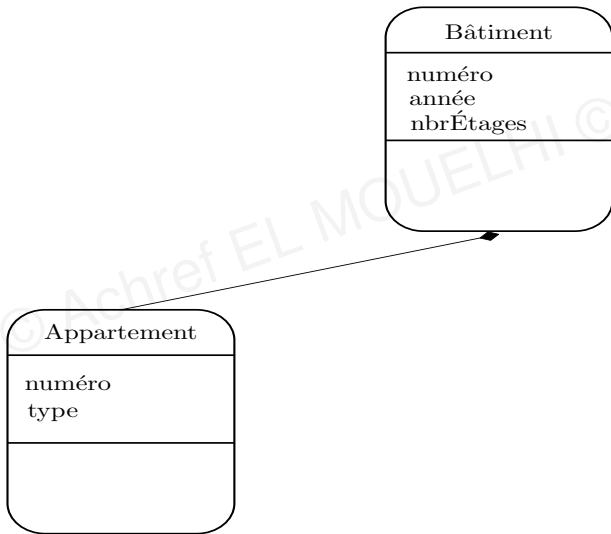 Bâtiment
numéro
année
nbrÉtages
© Achref EL MOUELHI ©
Appartement
numéro
type